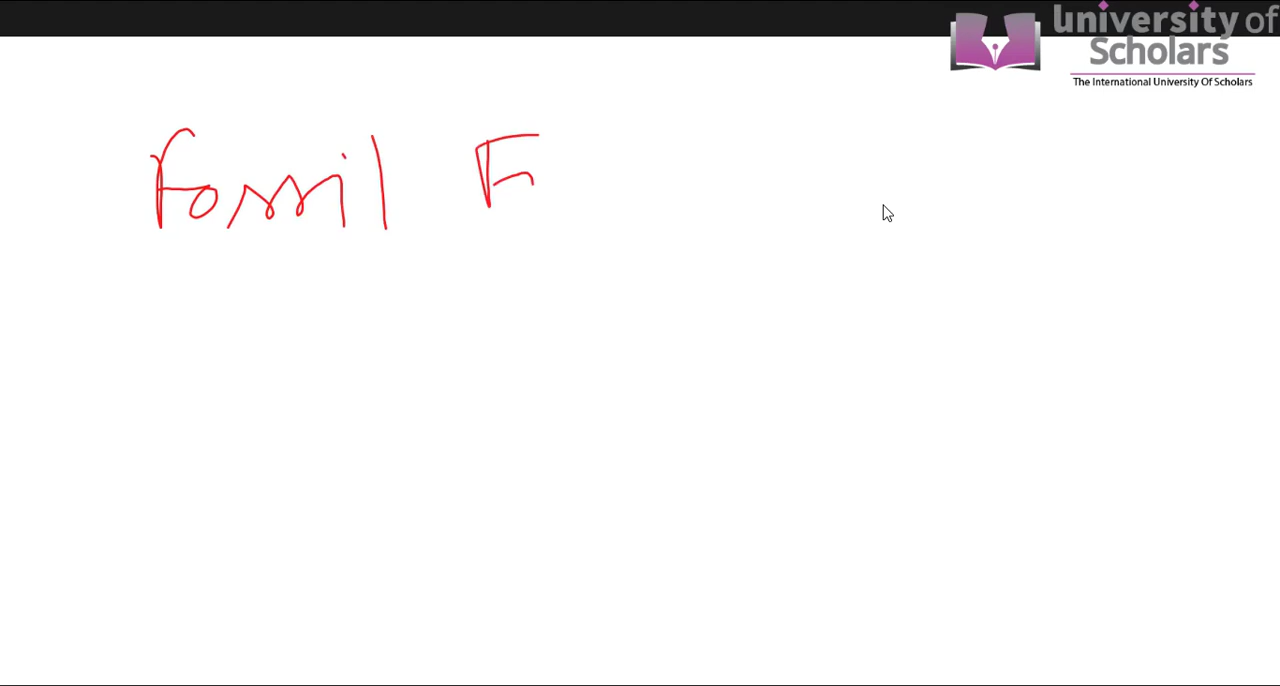 university of
Scholars
The International University Of Scholars
Fossil F